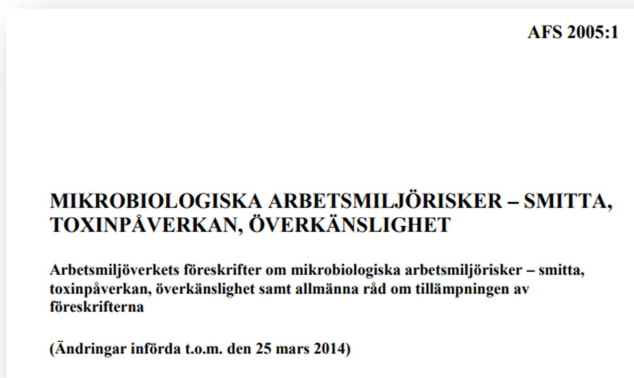 AFS 2005:1
MIKROBIOLOGISKA ARBETSMILJÖRISKER – SMITTA,
TOXINPÅVERKAN, ÖVERKÄNSLIGHET
Arbetsmiljöverkets föreskrifter om mikrobiologiska arbetsmiljörisker – smitta,
toxinpåverkan, överkänslighet samt allmänna råd om tillämpningen av
föreskrifterna
(Ändringar införda t.o.m. den 25 mars 2014)